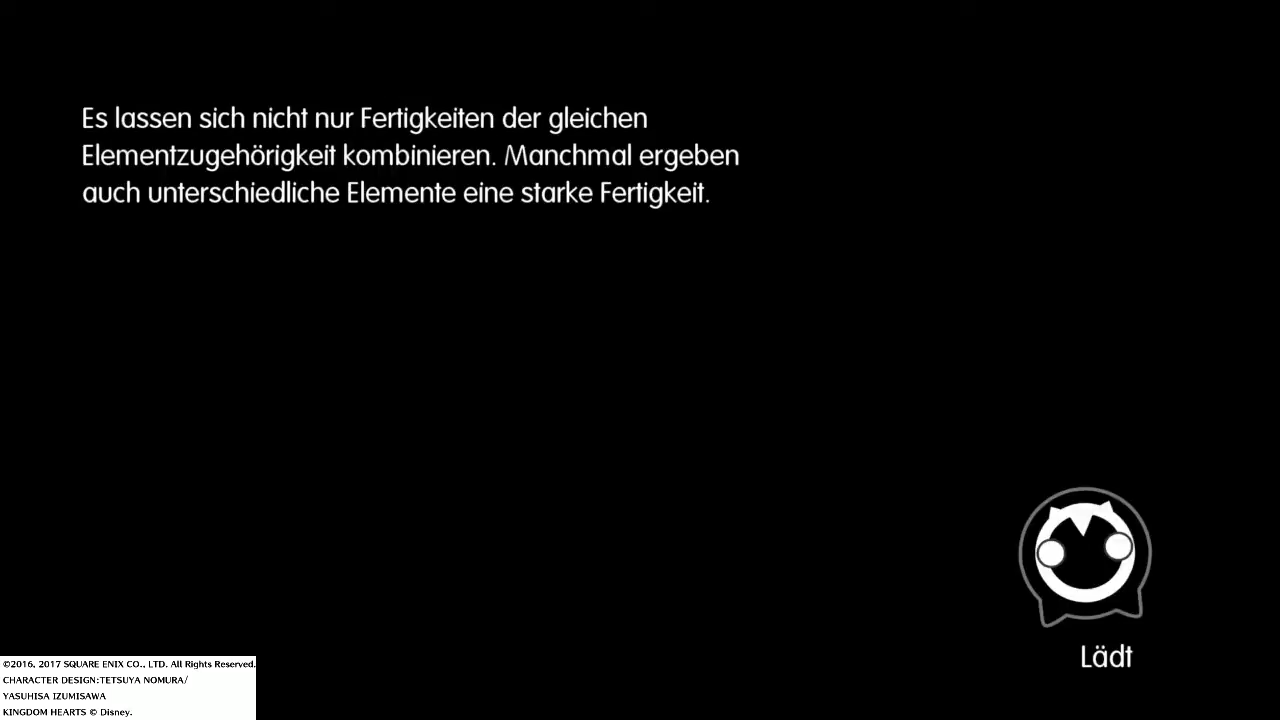 Es lassen sich nicht nur Fertigkeiten der gleichen
Elementzugehörigkeit kombinieren. Manchmal ergeben
auch unterschiedliche Elemente eine starke Fertigkeit.
Lädt
©2016, 2017 SQUARE ENIX CO., LTD. All Rights Reserved.
CHARACTER DESIGN:TETSUYA NOMURA/
YASUHISA IZUMISAWA
KINGDOM HEARTS © Disney.